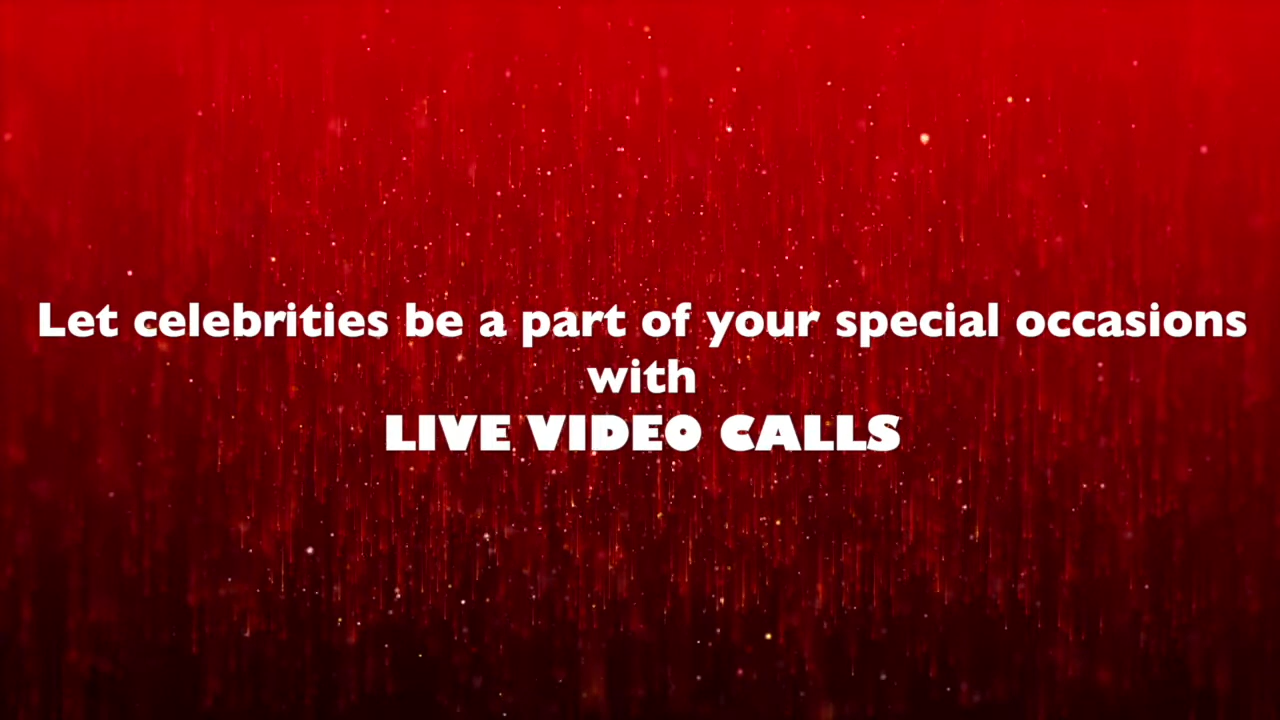 Let celebrities be a part of your special occasions
with
LIVE VIDEO CALLS